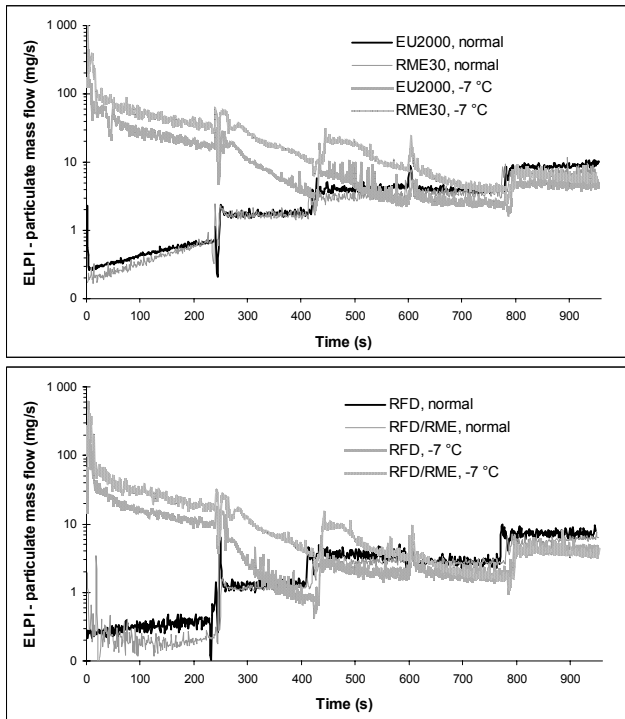 ELPI - particulate mass flow (mg/s)
1 000
100
10
1
0
0 100 200 300 400 500 600 700 800 900
Time (s)
EU2000, normal
RME30, normal
EU2000, -7 °C
RME30, -7 °C
ELPI - particulate mass flow (mg/s)
1 000
100
10
1
0
0 100 200 300 400 500 600 700 800 900
Time (s)
RFD, normal
RFD/RME, normal
RFD, -7 °C
RFD/RME, -7 °C